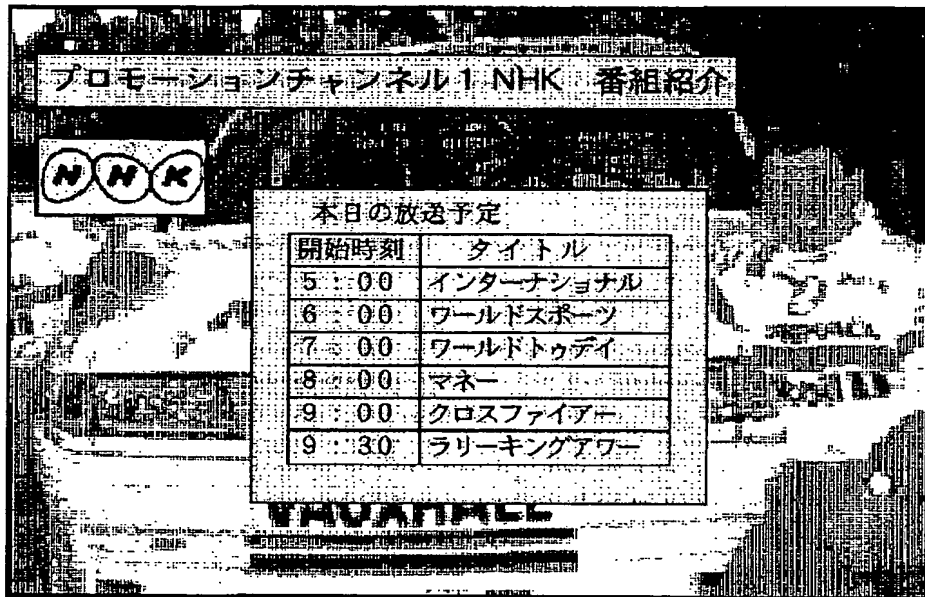 プロモーションチャンネル1 NHK 番組紹介
NHK
本日の放送予定
開始時刻 タイトル
5:00 インターナショナル
6:00 ワールドスポーツ
7:00 ワールドトゥデイ
8:00 マネー
9:00 クロスファイアー
9:30 ラリーキングアワー
VAUXHALL